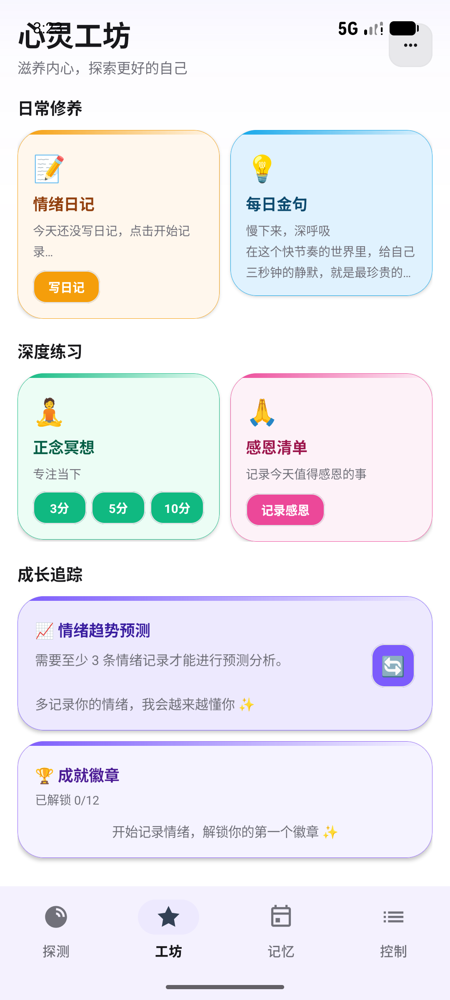 8:23
5G
心灵工坊
滋养内心，探索更好的自己
日常修养
情绪日记
今天还没写日记，点击开始记
录...
写日记
每日金句
慢下来，深呼吸
在这个快节奏的世界里，给自己
三秒钟的静默，就是最珍贵的...
深度练习
正念冥想
专注当下
3分
5分
10分
感恩清单
记录今天值得感恩的事
记录感恩
成长追踪
情绪趋势预测
需要至少 3 条情绪记录才能进行预测分析。
多记录你的情绪，我会越来越懂你 ✨
成就徽章
已解锁 0/12
开始记录情绪，解锁你的第一个徽章 ✨
探测
工坊
记忆
控制